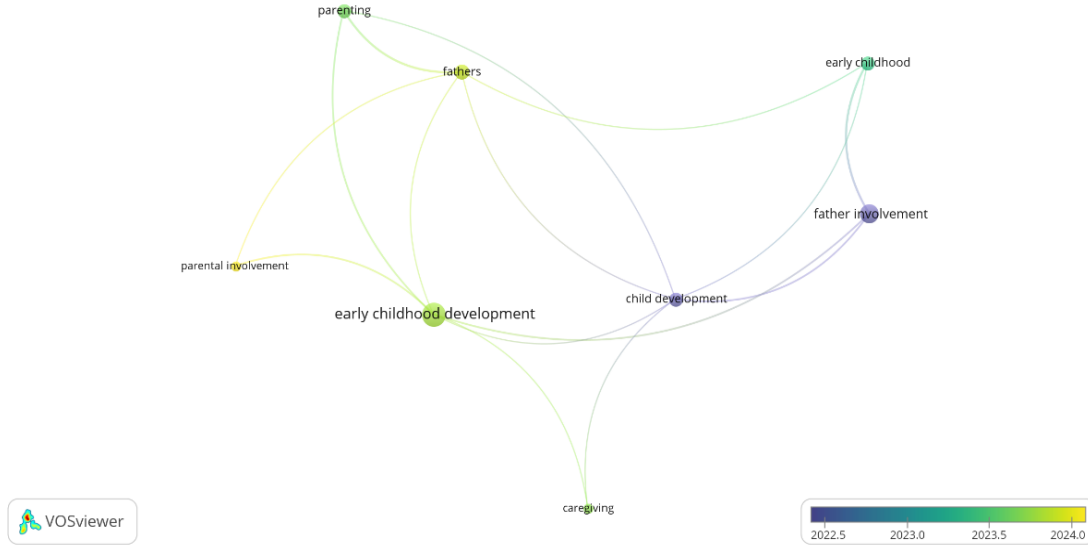 parenting
early childhood
fathers
father involvement
parental involvement
child development
early childhood development
caregiving
VOSviewer
2022.5 2023.0 2023.5 2024.0